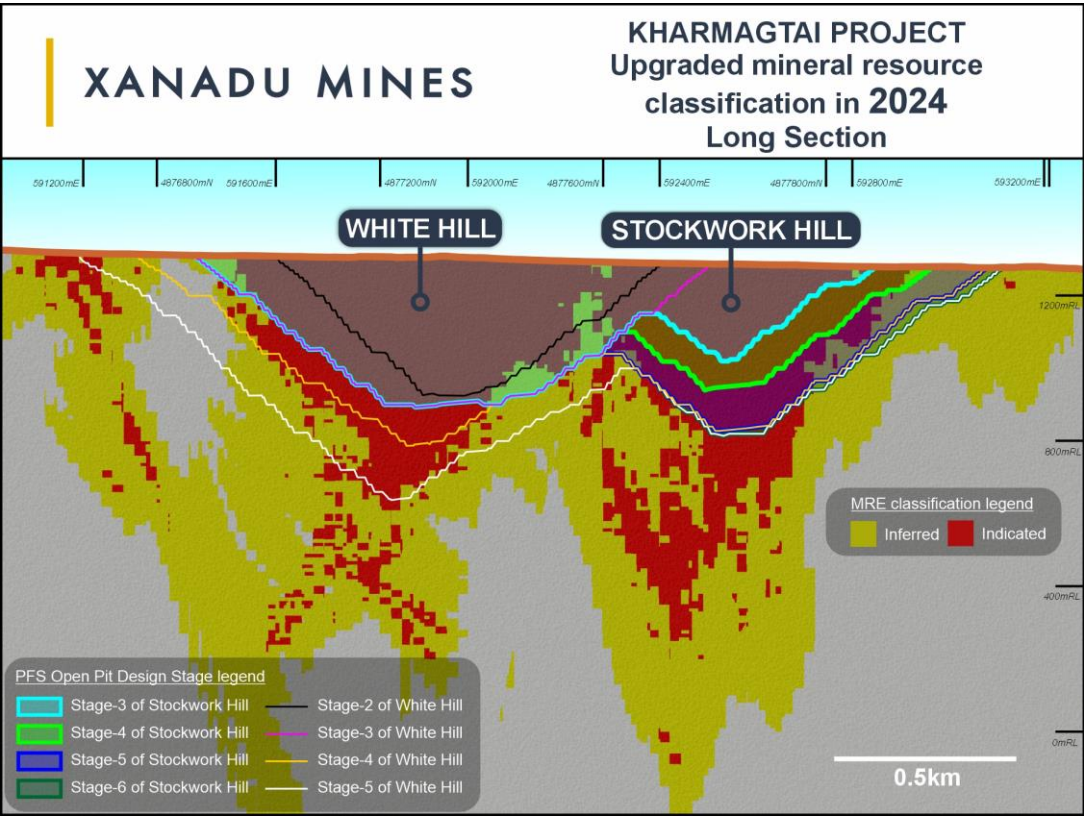 XANADU MINES
KHARMAGTAI PROJECT
Upgraded mineral resource
classification in 2024
Long Section
591200mE
4876800mN
591600mE
4877200mN
592000mE
4877600mN
592400mE
4877800mN
592800mE
593200mE
WHITE HILL
STOCKWORK HILL
1200mRL
800mRL
MRE classification legend
Inferred
Indicated
400mRL
PFS Open Pit Design Stage legend
Stage-3 of Stockwork Hill
Stage-2 of White Hill
Stage-4 of Stockwork Hill
Stage-3 of White Hill
Stage-5 of Stockwork Hill
Stage-4 of White Hill
Stage-6 of Stockwork Hill
Stage-5 of White Hill
0mRL
0.5km